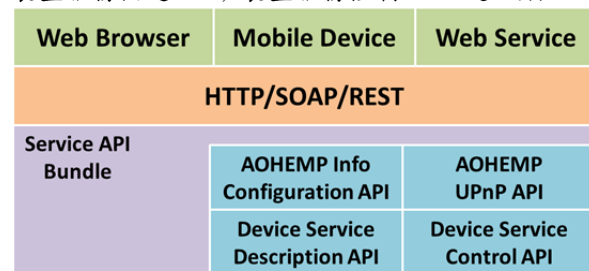 Web Browser
Mobile Device
Web Service
HTTP/SOAP/REST
Service API
Bundle
AOHEMP Info
Configuration API
AOHEMP
UPnP API
Device Service
Description API
Device Service
Control API